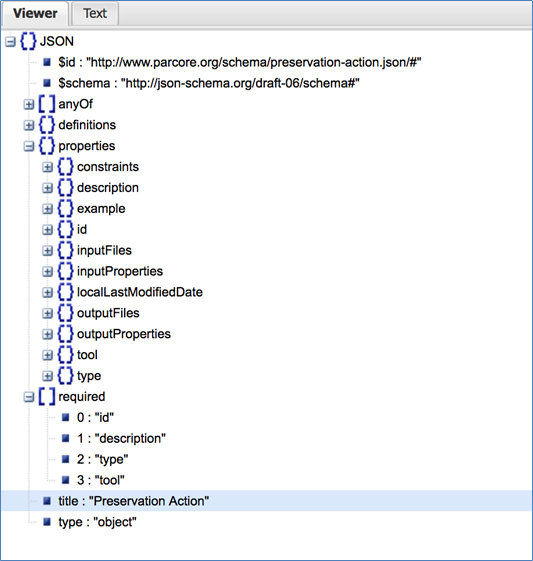 Viewer Text
JSON
$id : "http://www.parcore.org/schema/preservation-action.json/#"
$schema : "http://json-schema.org/draft-06/schema#"
anyOf
definitions
properties
constraints
description
example
id
inputFiles
inputProperties
localLastModifiedDate
outputFiles
outputProperties
tool
type
required
0 : "id"
1 : "description"
2 : "type"
3 : "tool"
title : "Preservation Action"
type : "object"